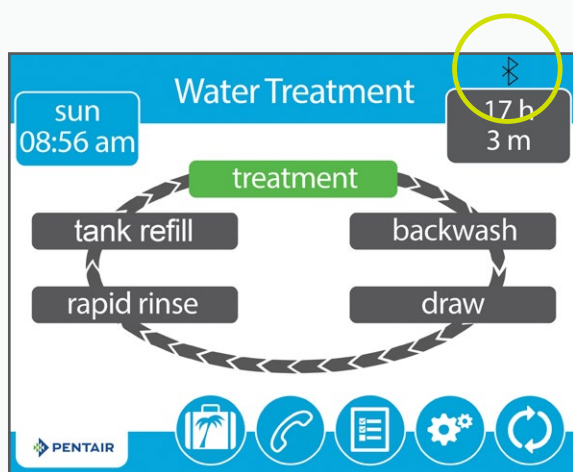 Water Treatment
sun
08:56 am
17 h
3 m
treatment
tank refill
backwash
rapid rinse
draw
PENTAIR